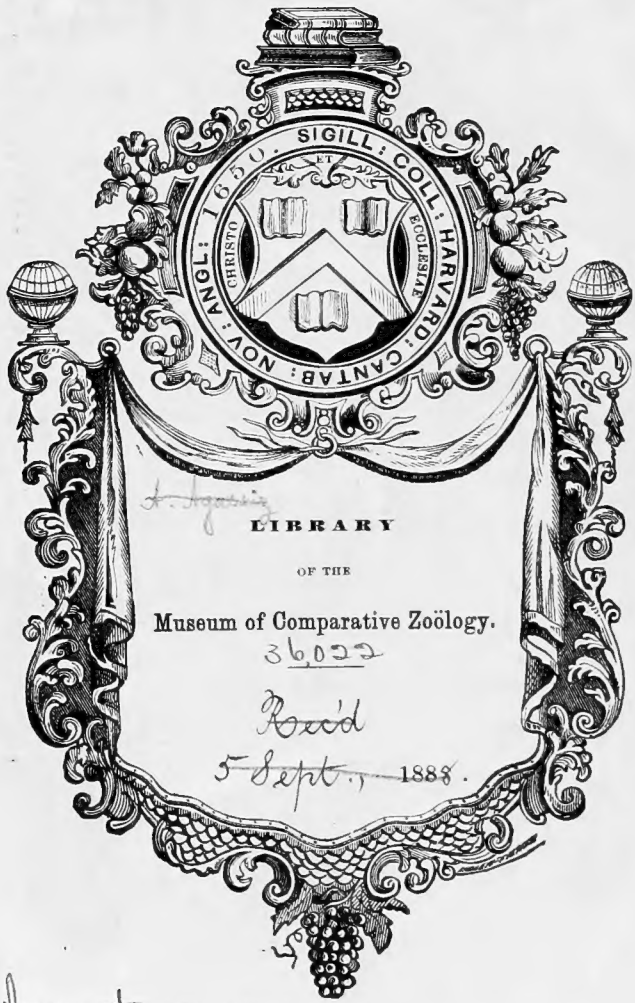 SIGILL: COLL: HARVARD: CANTAB: NOV: ANGL: 1650.
CHRISTO ET ECCLESIAE
A. Agassiz
LIBRARY
OF THE
Museum of Comparative Zoölogy.
36,022
Rec'd
5 Sept., 1888.